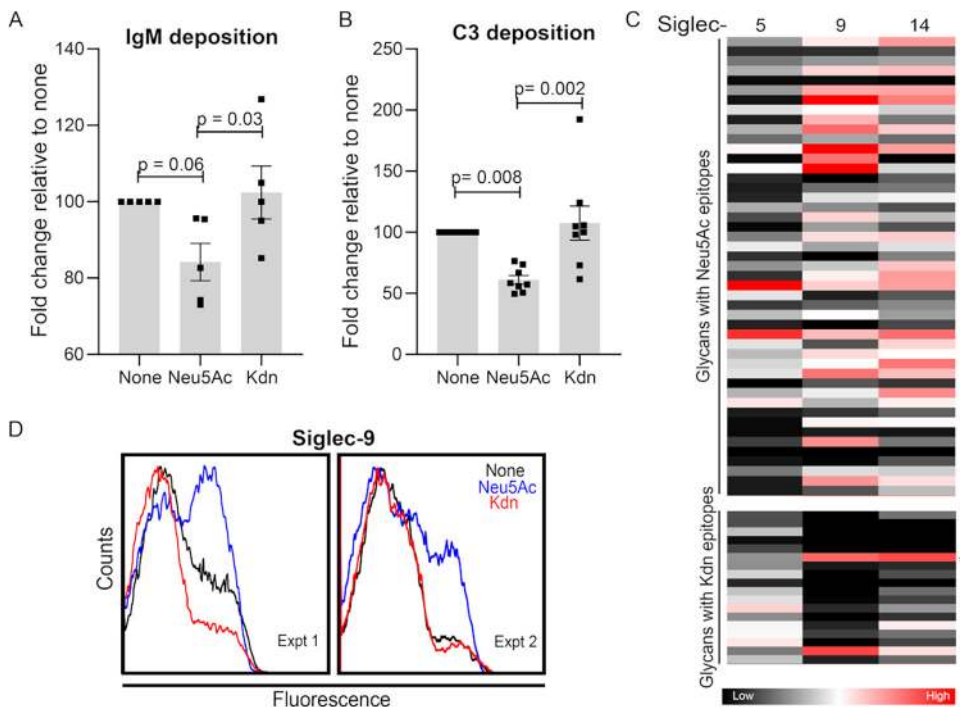 A
IgM deposition
Fold change relative to none
100
120
140
100
80
60
p = 0.06
p = 0.03
None
Neu5Ac
Kdn
B
C3 deposition
Fold change relative to none
250
200
150
100
50
0
p = 0.008
p = 0.002
None
Neu5Ac
Kdn
C
Siglec-
5
9
14
Glycans with Neu5Ac epitopes
Glycans with Kdn epitopes
Low
High
D
Siglec-9
Counts
None
Neu5Ac
Kdn
Expt 1
Expt 2
Fluorescence